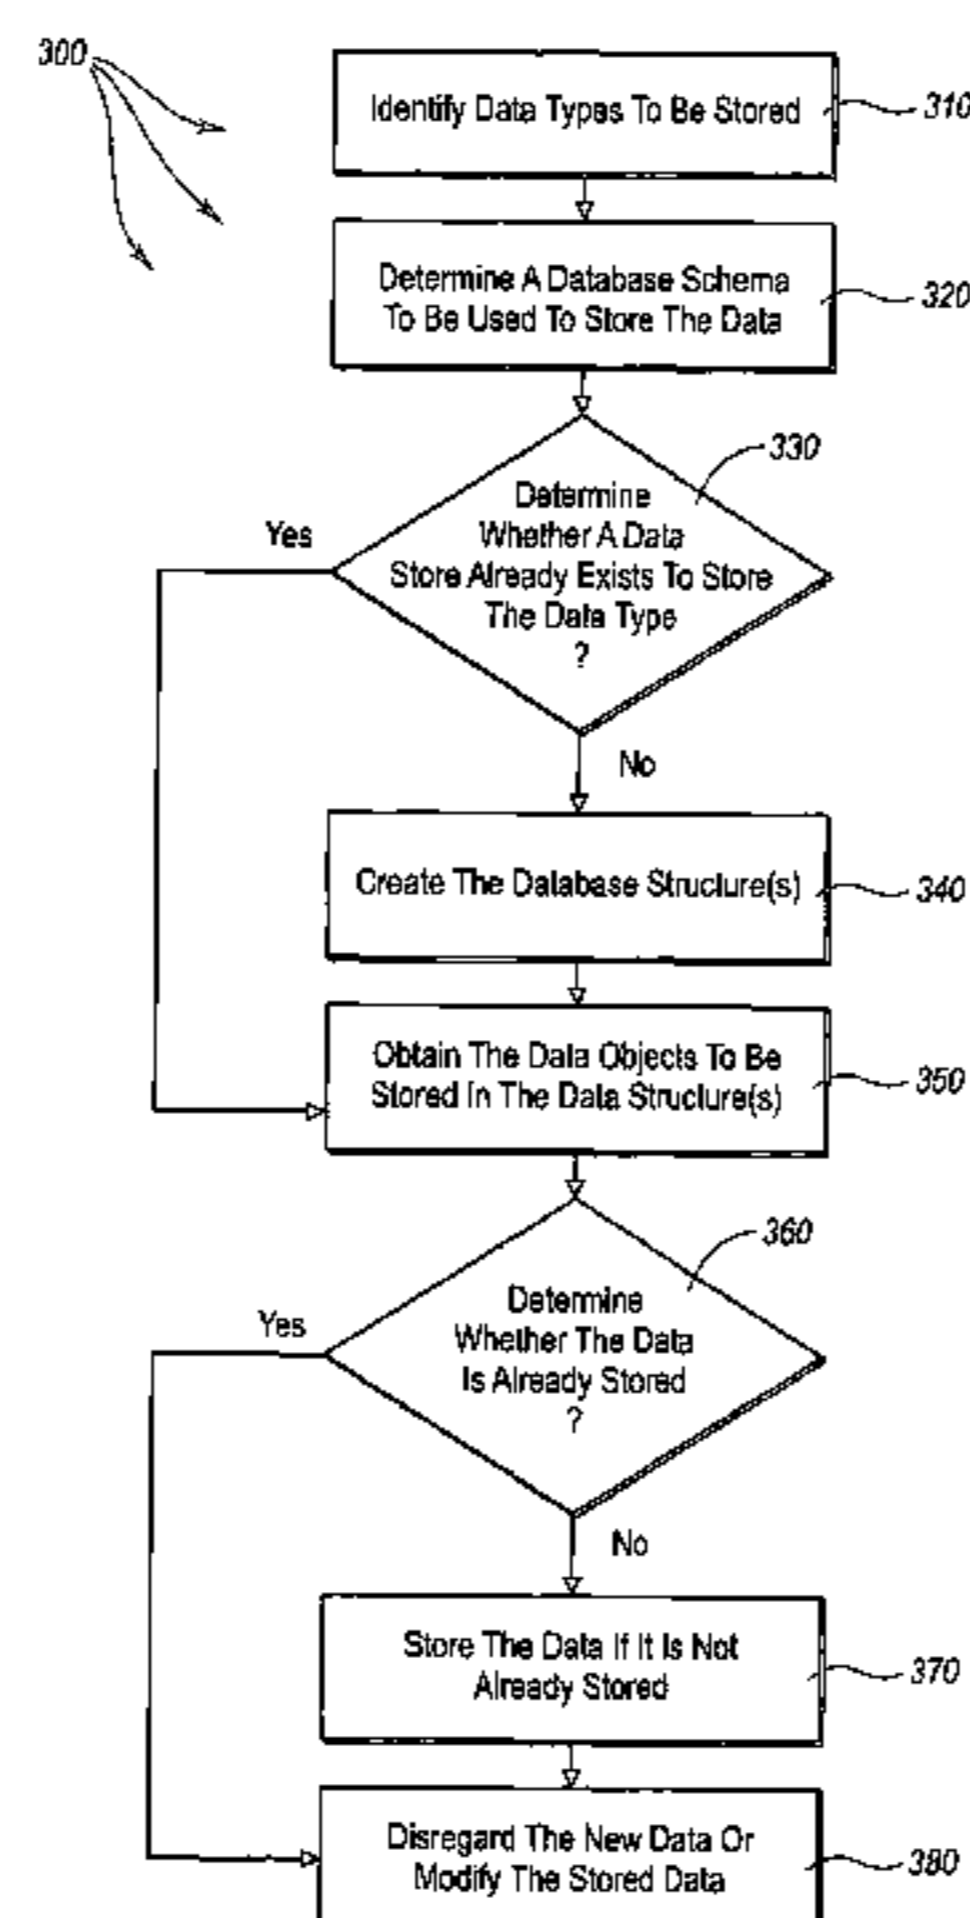 300
Identify Data Types To Be Stored
310
Determine A Database Schema
To Be Used To Store The Data
320
330
Determine
Whether A Data
Store Already Exists To Store
The Data Type
?
Yes
No
Create The Database Structure(s)
340
Obtain The Data Objects To Be
Stored In The Data Structure(s)
350
360
Determine
Whether The Data
Is Already Stored
?
Yes
No
Store The Data If It Is Not
Already Stored
370
Disregard The New Data Or
Modify The Stored Data
380